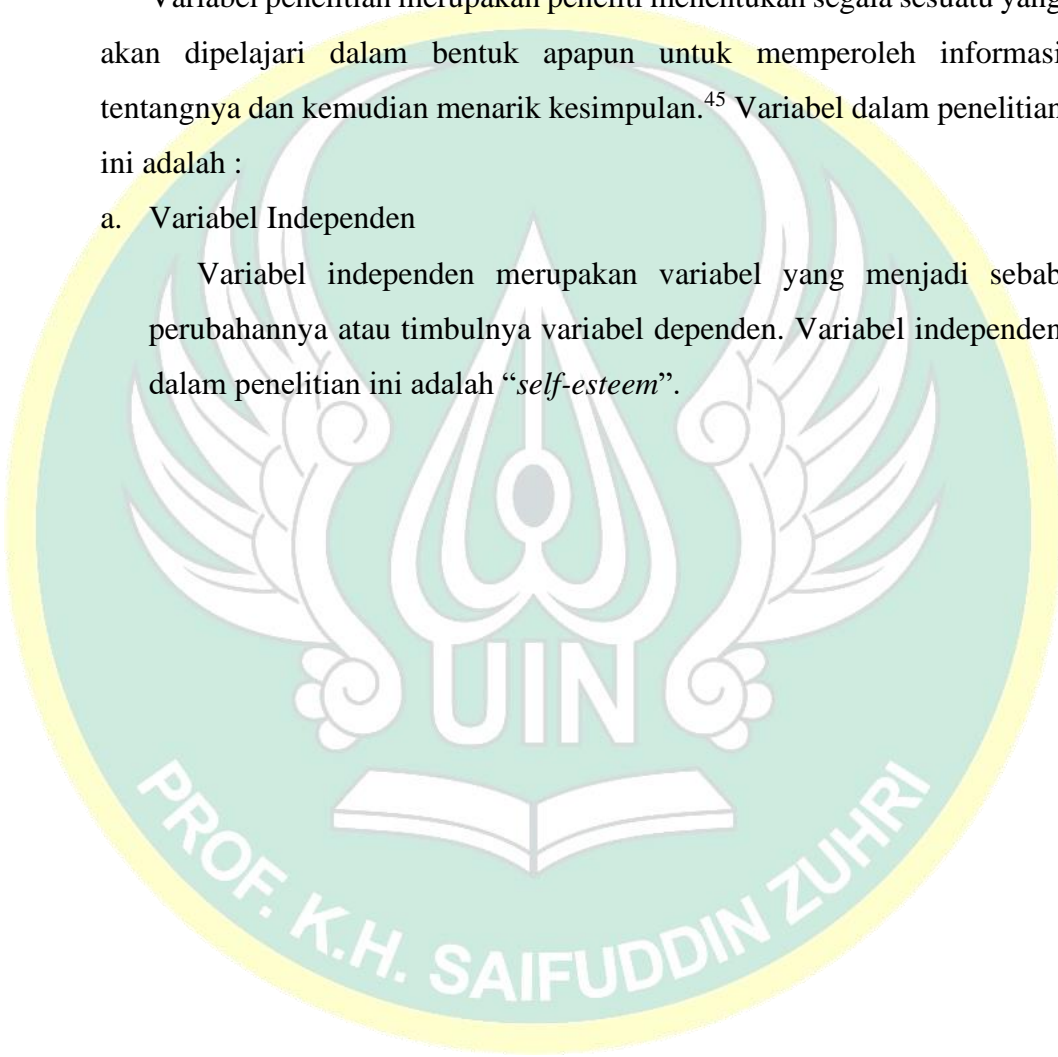 Variabel penelitian merupakan peneliti menentukan segala sesuatu yang
akan dipelajari dalam bentuk apapun untuk memperoleh informasi
tentangnya dan kemudian menarik kesimpulan.45 Variabel dalam penelitian
ini adalah :
a. Variabel Independen
Variabel independen merupakan variabel yang menjadi sebab
perubahannya atau timbulnya variabel dependen. Variabel independen
dalam penelitian ini adalah “self-esteem”.
UIN
PROF. K.H. SAIFUDDIN ZUHRI